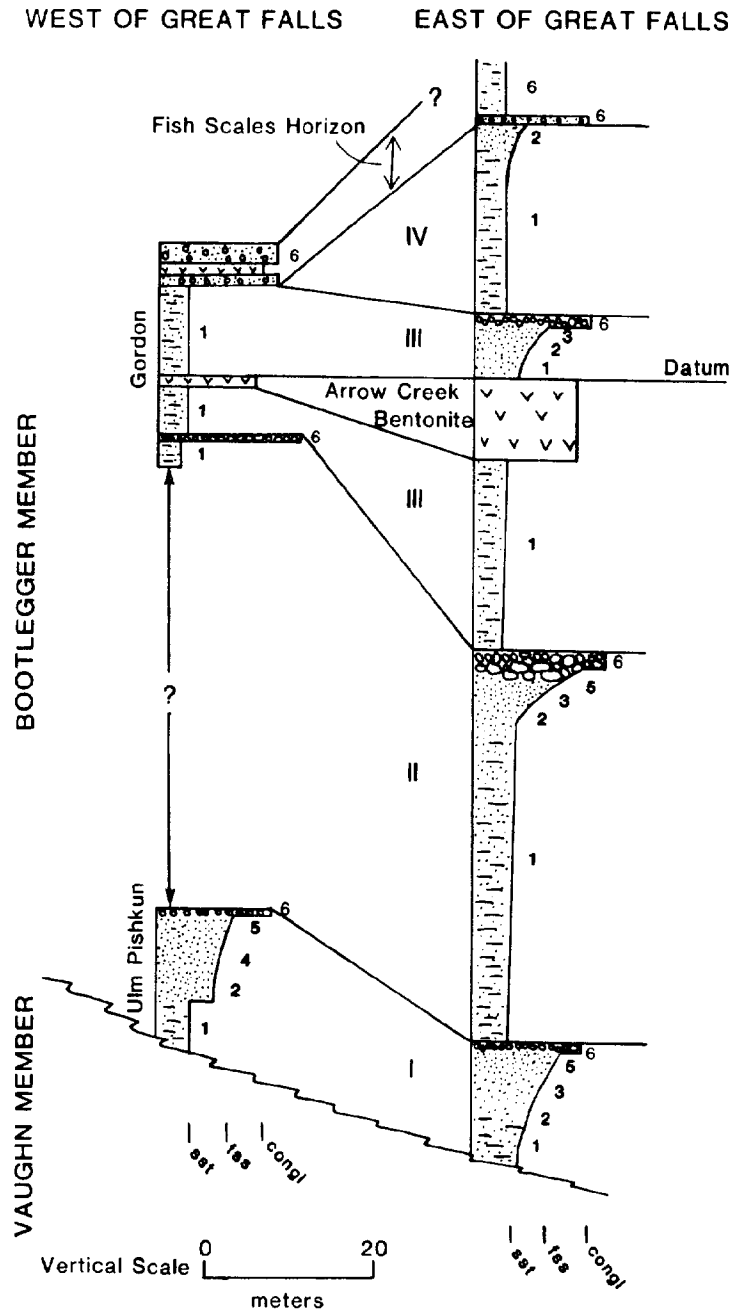 WEST OF GREAT FALLS
EAST OF GREAT FALLS
6
?
6
Fish Scales Horizon
2
1
6
IV
6
Gordon
1
III
3
2
1
Datum
Arrow Creek
Bentonite
1
6
1
III
1
BOOTLEGGER MEMBER
6
5
3
2
?
II
1
Ulm Pishkun
6
5
4
2
1
6
5
3
2
1
I
VAUGHN MEMBER
sst
fss
congl
sst
fss
congl
0
20
Vertical Scale
meters